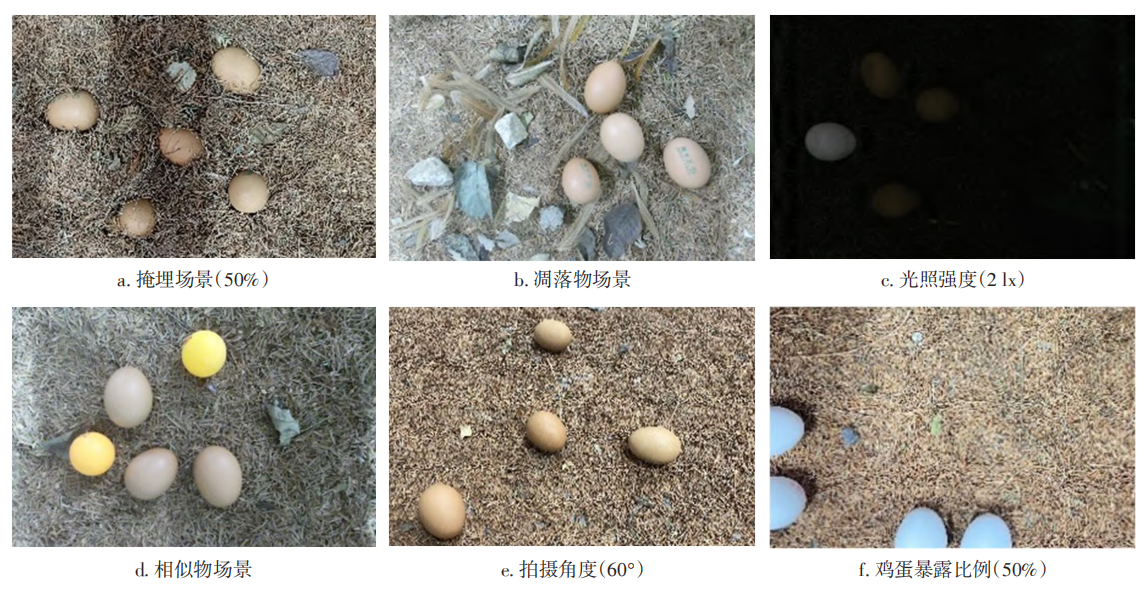 a. 掩埋场景(50%)
b. 凋落物场景
c. 光照强度(2 lx)
d. 相似物场景
e. 拍摄角度(60°)
f. 鸡蛋暴露比例(50%)